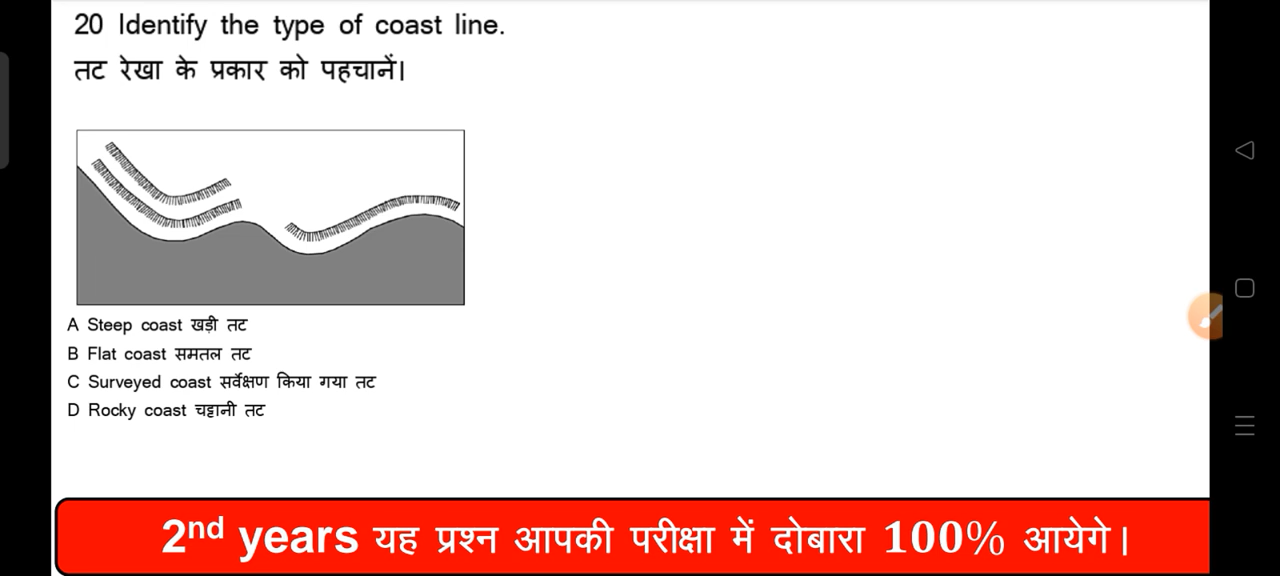 20 Identify the type of coast line.
तट रेखा के प्रकार को पहचानें।
A Steep coast खड़ी तट
B Flat coast समतल तट
C Surveyed coast सर्वेक्षण किया गया तट
D Rocky coast चट्टानी तट
2nd years यह प्रश्न आपकी परीक्षा में दोबारा 100% आयेगे।